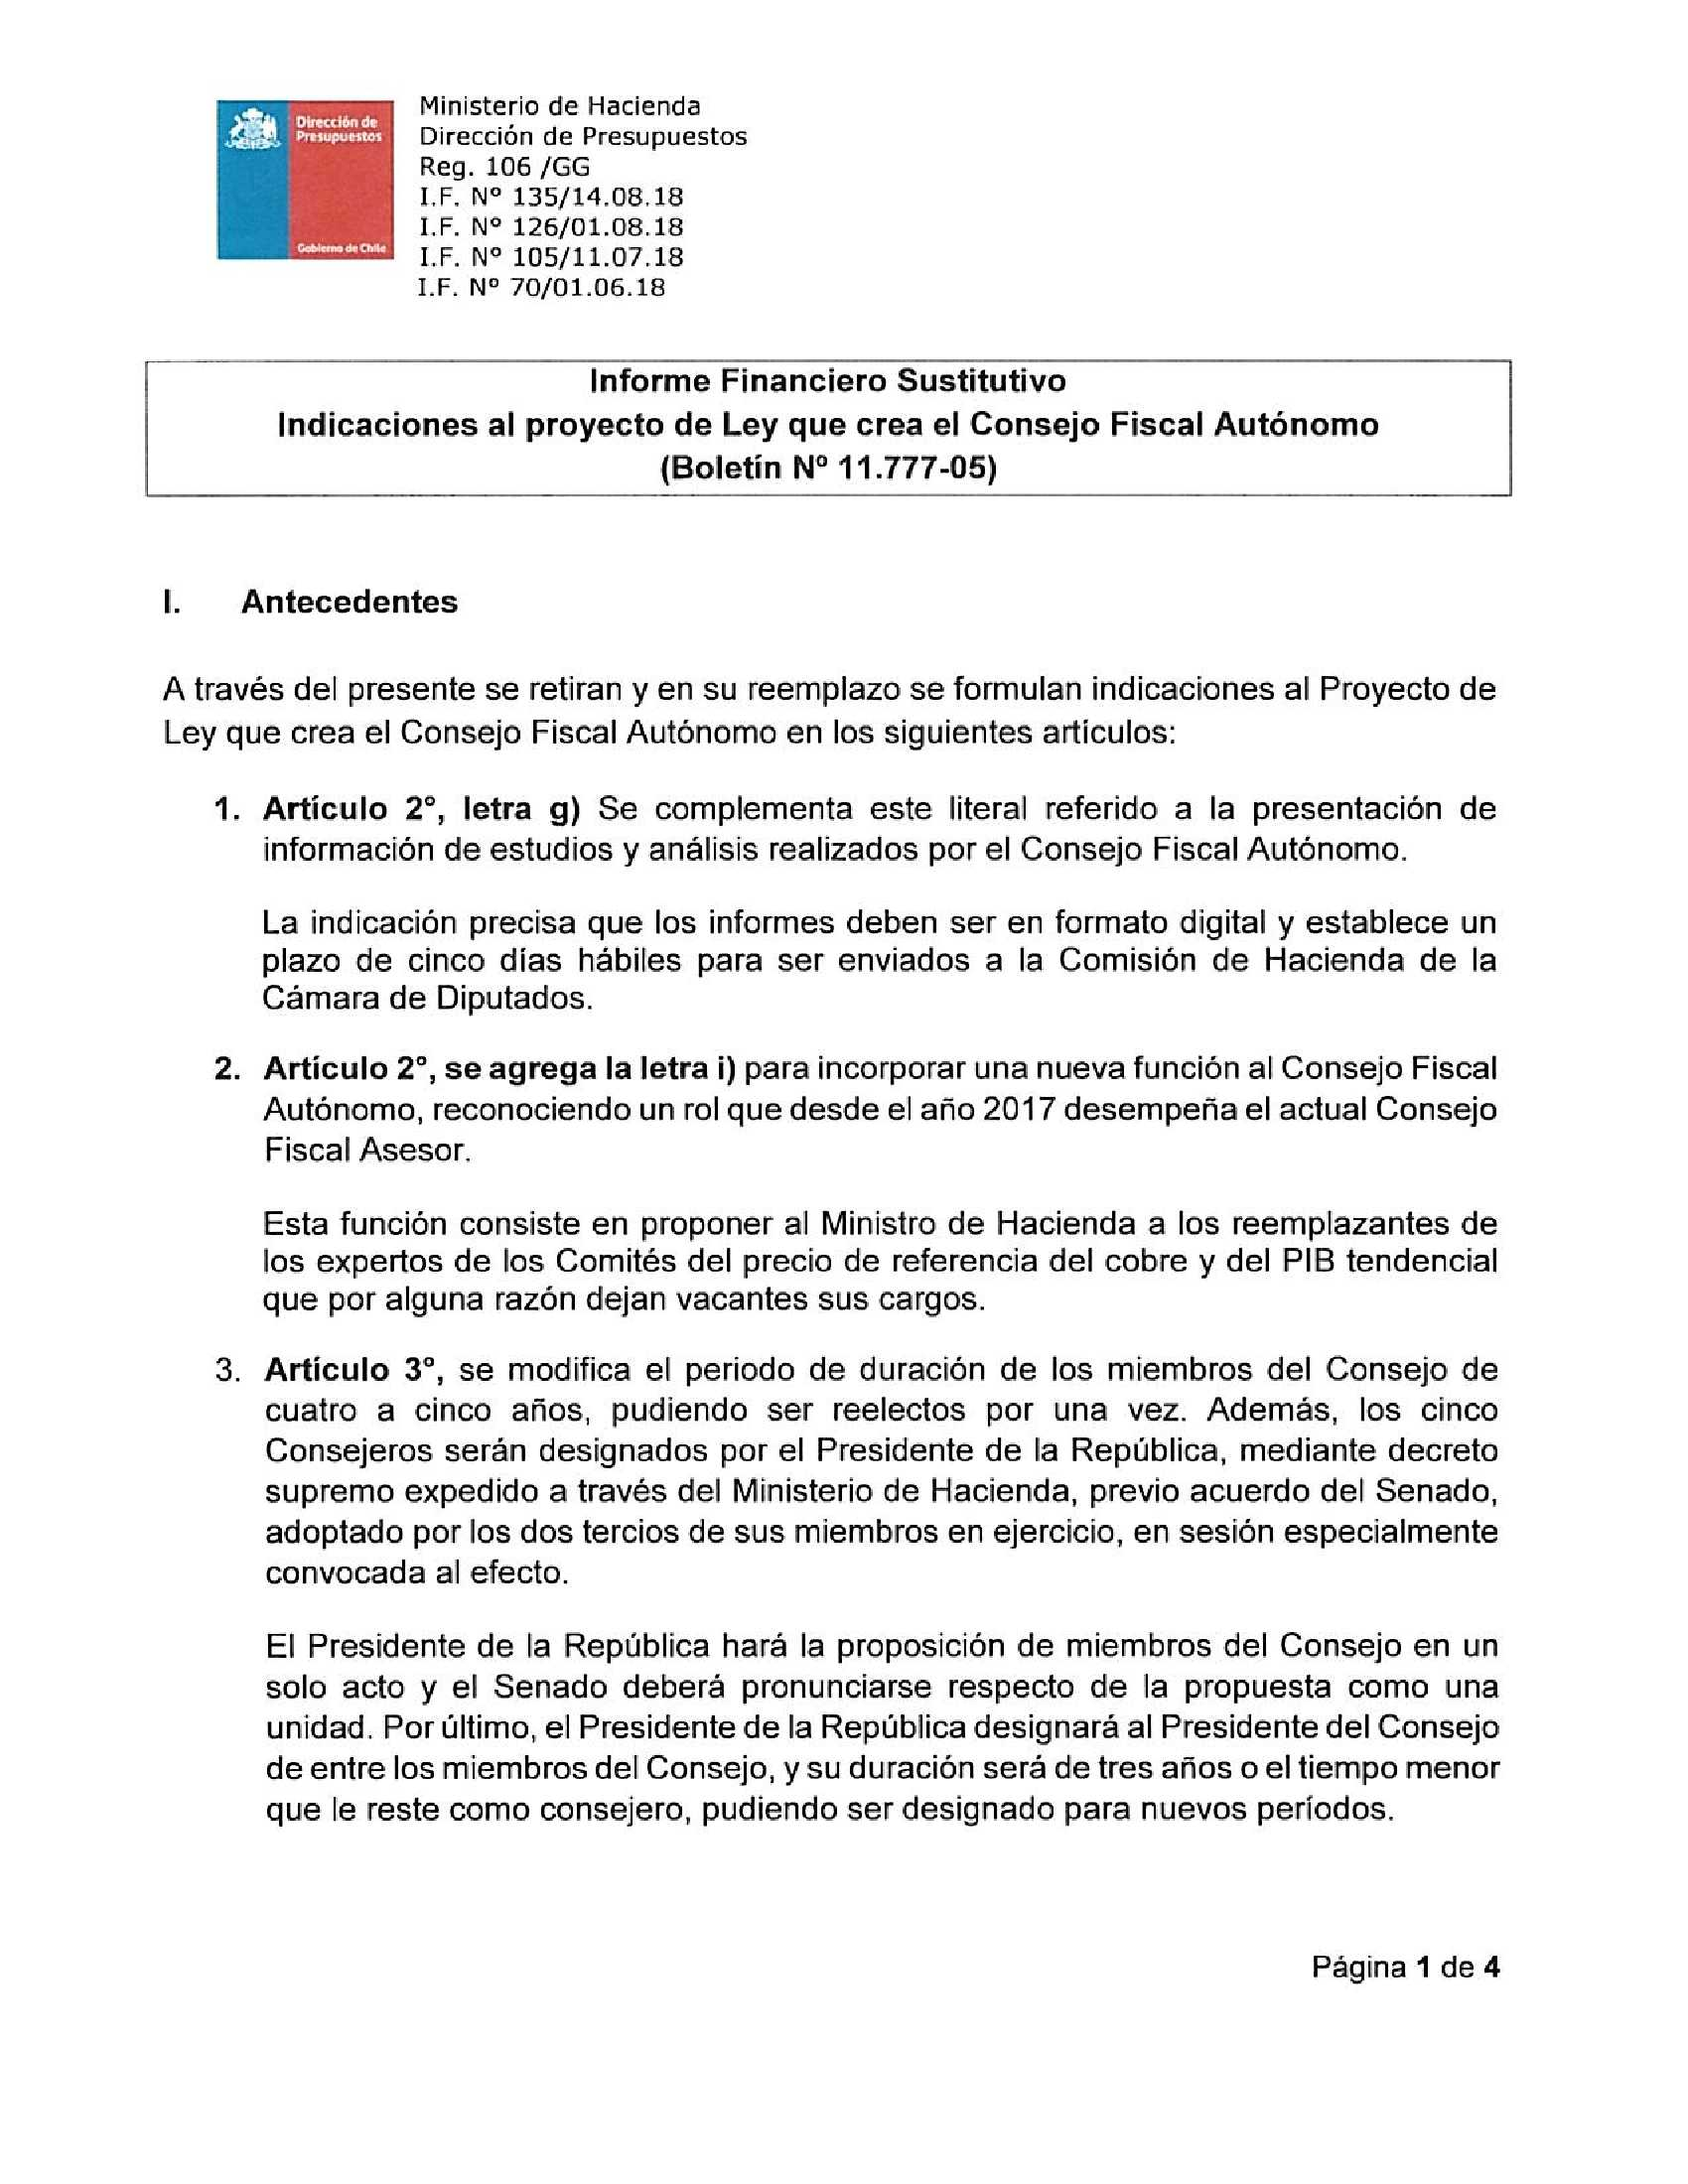 Dirección de
Presupuestos
Gobierno de Chile
Ministerio de Hacienda
Dirección de Presupuestos
Reg. 106 /GG
I.F. Nº 135/14.08.18
I.F. Nº 126/01.08.18
I.F. Nº 105/11.07.18
I.F. Nº 70/01.06.18
Informe Financiero Sustitutivo
Indicaciones al proyecto de Ley que crea el Consejo Fiscal Autónomo
(Boletín Nº 11.777-05)
I. Antecedentes
A través del presente se retiran y en su reemplazo se formulan indicaciones al Proyecto de
Ley que crea el Consejo Fiscal Autónomo en los siguientes artículos:
1. Artículo 2°, letra g) Se complementa este literal referido a la presentación de
información de estudios y análisis realizados por el Consejo Fiscal Autónomo.
La indicación precisa que los informes deben ser en formato digital y establece un
plazo de cinco días hábiles para ser enviados a la Comisión de Hacienda de la
Cámara de Diputados.
2. Artículo 2°, se agrega la letra i) para incorporar una nueva función al Consejo Fiscal
Autónomo, reconociendo un rol que desde el año 2017 desempeña el actual Consejo
Fiscal Asesor.
Esta función consiste en proponer al Ministro de Hacienda a los reemplazantes de
los expertos de los Comités del precio de referencia del cobre y del PIB tendencial
que por alguna razón dejan vacantes sus cargos.
3. Artículo 3°, se modifica el periodo de duración de los miembros del Consejo de
cuatro a cinco años, pudiendo ser reelectos por una vez. Además, los cinco
Consejeros serán designados por el Presidente de la República, mediante decreto
supremo expedido a través del Ministerio de Hacienda, previo acuerdo del Senado,
adoptado por los dos tercios de sus miembros en ejercicio, en sesión especialmente
convocada al efecto.
El Presidente de la República hará la proposición de miembros del Consejo en un
solo acto y el Senado deberá pronunciarse respecto de la propuesta como una
unidad. Por último, el Presidente de la República designará al Presidente del Consejo
de entre los miembros del Consejo, y su duración será de tres años o el tiempo menor
que le reste como consejero, pudiendo ser designado para nuevos períodos.
Página 1 de 4